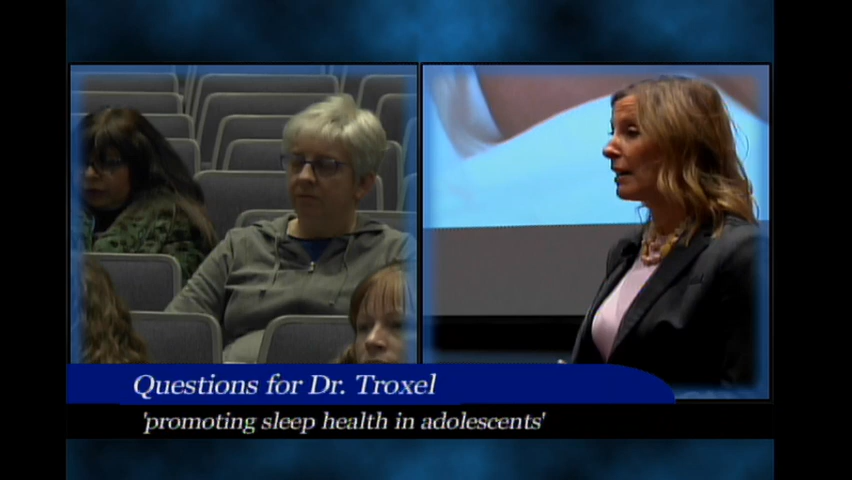 Questions for Dr. Troxel
'promoting sleep health in adolescents'